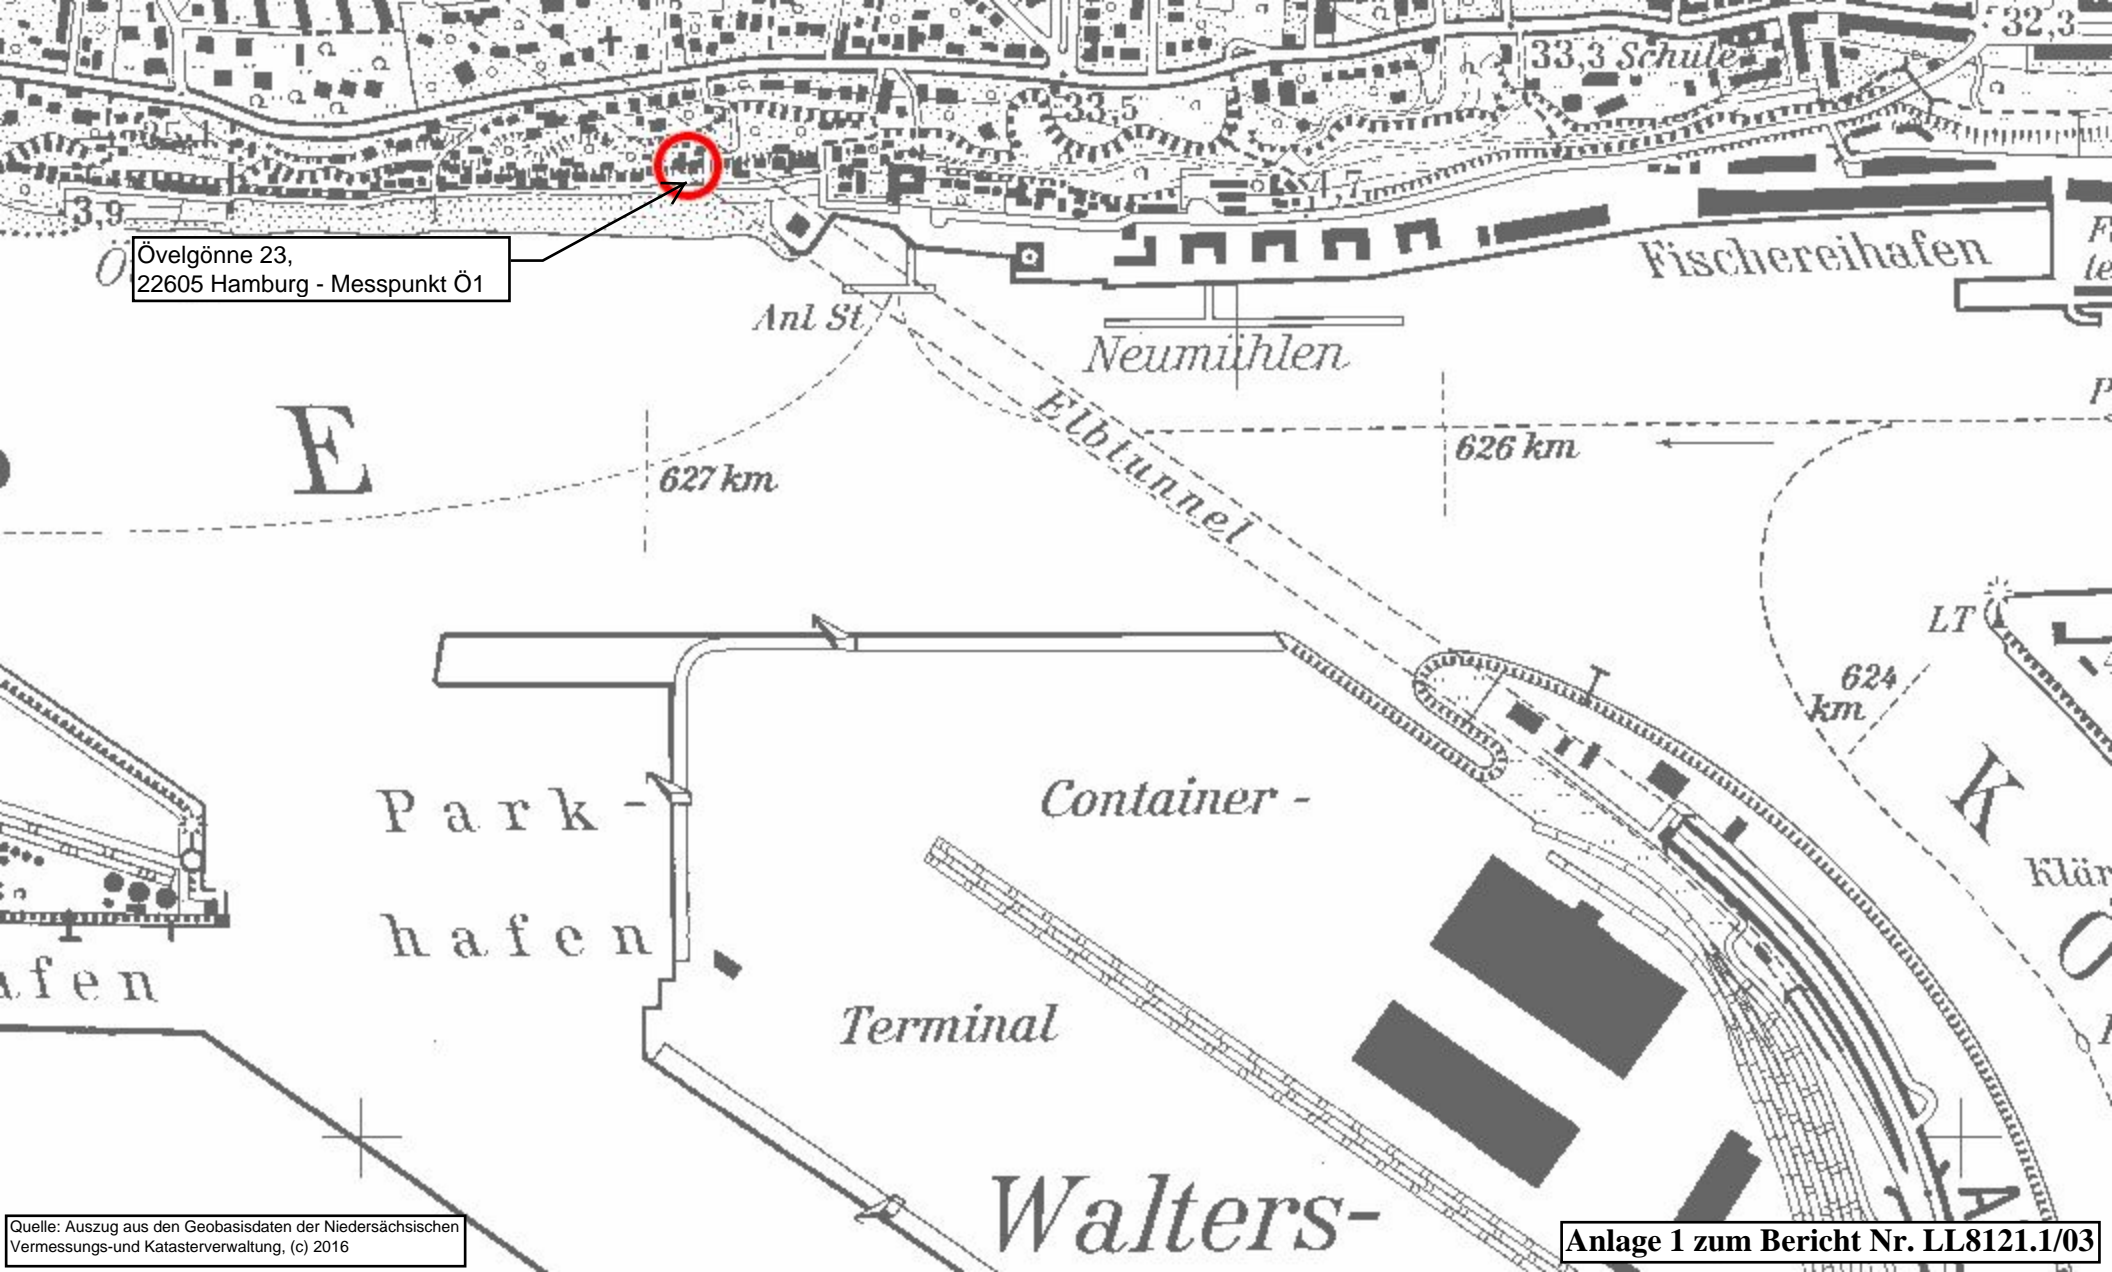 32,3
33,3 Schule
33,5
3,9
Övelgönne 23,
22605 Hamburg - Messpunkt Ö1
Fischereihafen
Anl St
Neumühlen
E
Elbtunnel
626 km
627 km
LT
624
km
K
Park-
hafen
Container-
Klär
afen
Terminal
Walters-
A
Quelle: Auszug aus den Geobasisdaten der Niedersächsischen
Vermessungs-und Katasterverwaltung, (c) 2016
Anlage 1 zum Bericht Nr. LL8121.1/03